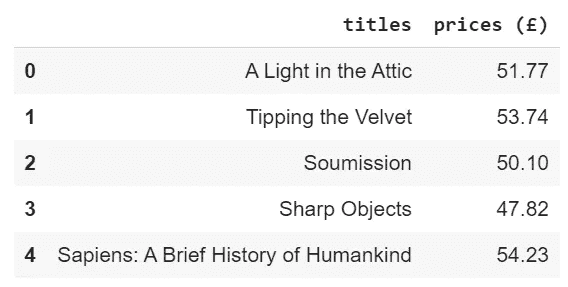 titles prices (£)
0 A Light in the Attic 51.77
1 Tipping the Velvet 53.74
2 Soumission 50.10
3 Sharp Objects 47.82
4 Sapiens: A Brief History of Humankind 54.23